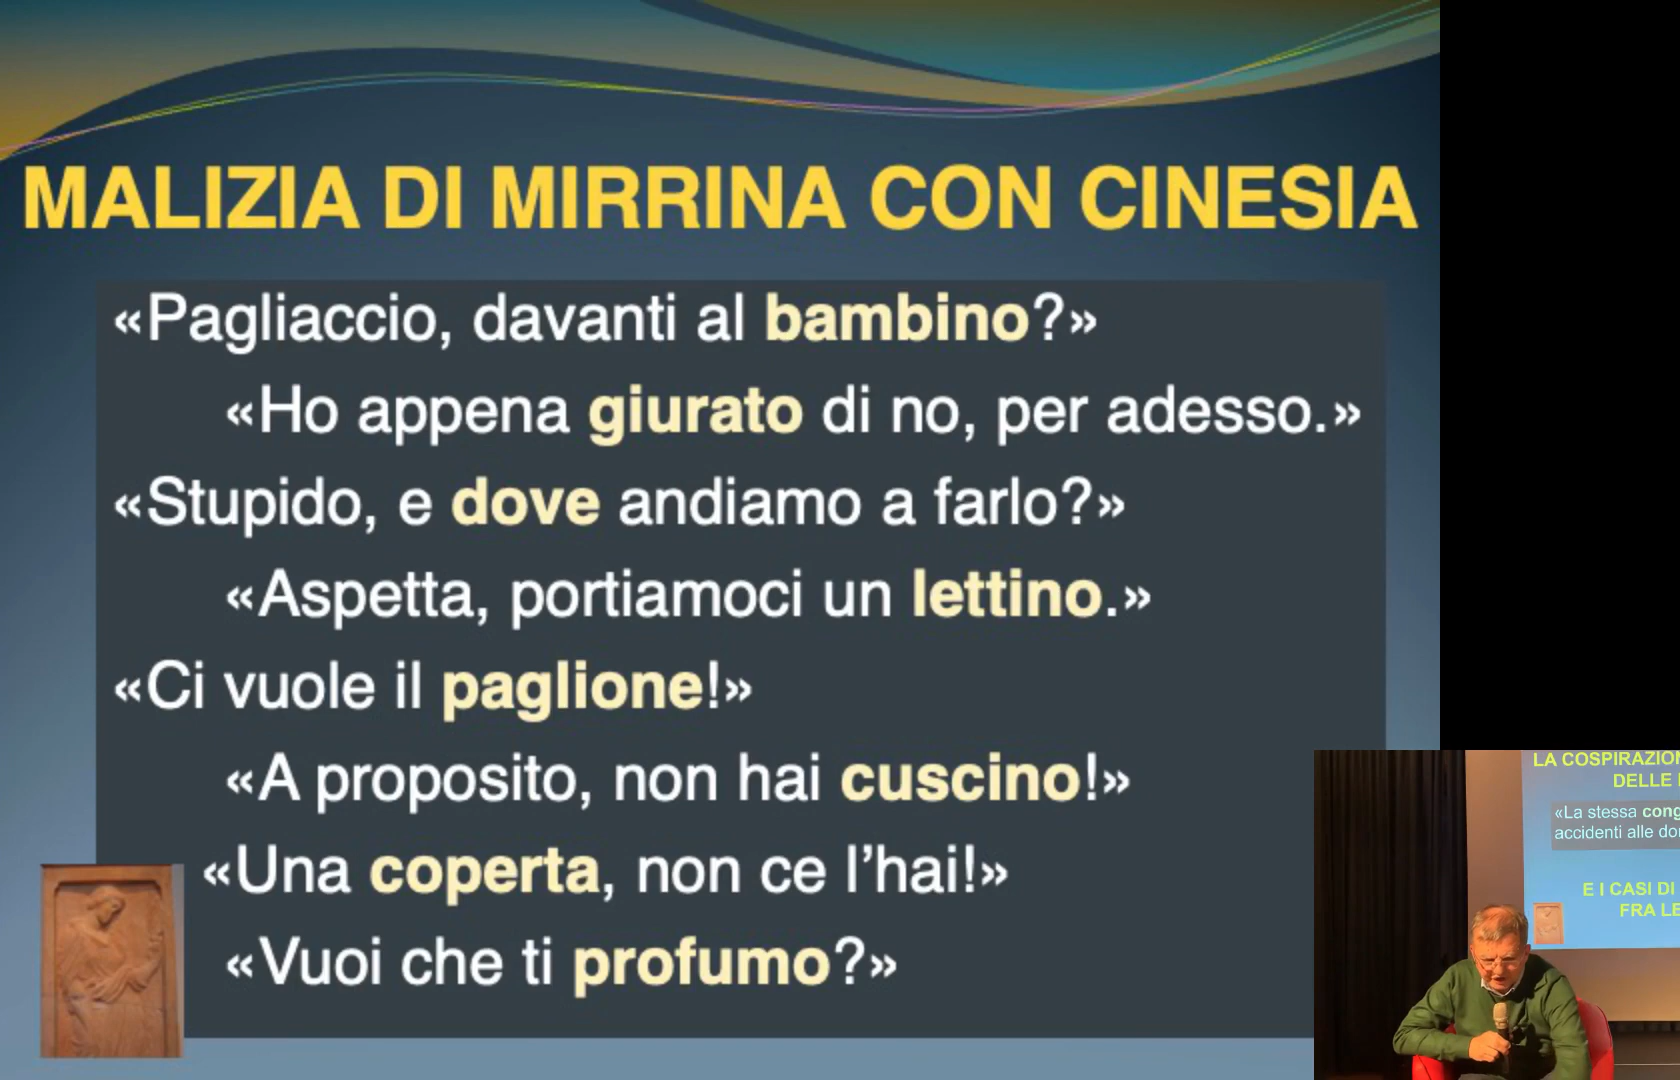 MALIZIA DI MIRRINA CON CINESIA
«Pagliaccio, davanti al bambino?»
«Ho appena giurato di no, per adesso.»
«Stupido, e dove andiamo a farlo?»
«Aspetta, portiamoci un lettino.»
«Ci vuole il paglione!»
«A proposito, non hai cuscino!»
«Una coperta, non ce l’hai!»
«Vuoi che ti profumo?»
LA COSPIRAZION
DELLE
«La stessa cong
accidenti alle do
E I CASI DI
FRA LE